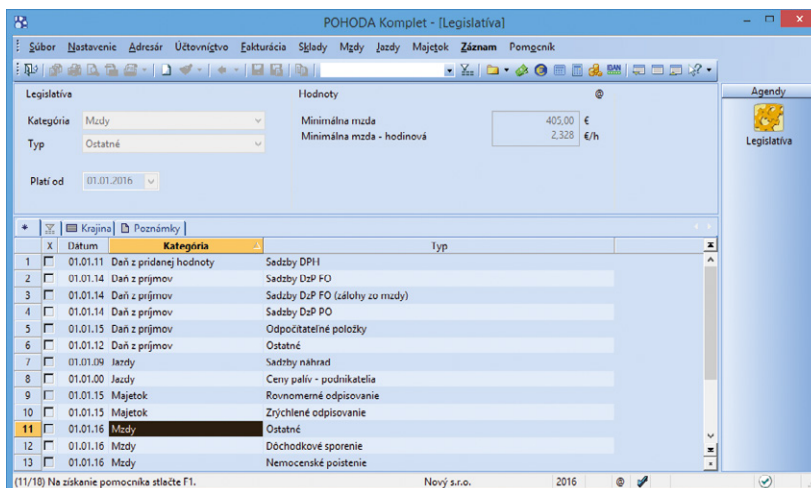 POHODA Komplet - [Legislatíva]
Súbor Nastavenie Adresár Účtovníctvo Fakturácia Sklady Mzdy Jazdy Majetok Záznam Pomocník
IBAN
Legislatíva Hodnoty @ Agendy
Kategória Mzdy Minimálna mzda 405,00 €
Typ Ostatné Minimálna mzda - hodinová 2,328 €/h
Legislatíva
Platí od 01.01.2016
* Krajina Poznámky
X Dátum Kategória Typ
1 01.01.11 Daň z pridanej hodnoty Sadzby DPH
2 01.01.14 Daň z príjmov Sadzby DzP FO
3 01.01.14 Daň z príjmov Sadzby DzP FO (zálohy zo mzdy)
4 01.01.14 Daň z príjmov Sadzby DzP PO
5 01.01.15 Daň z príjmov Odpočítateľné položky
6 01.01.12 Daň z príjmov Ostatné
7 01.01.09 Jazdy Sadzby náhrad
8 01.01.00 Jazdy Ceny palív - podnikatelia
9 01.01.15 Majetok Rovnomerné odpisovanie
10 01.01.15 Majetok Zrýchlené odpisovanie
11 01.01.16 Mzdy Ostatné
12 01.01.16 Mzdy Dôchodkové sporenie
13 01.01.16 Mzdy Nemocenské poistenie
(11/18) Na získanie pomocníka stlačte F1. Nový s.r.o. 2016 @